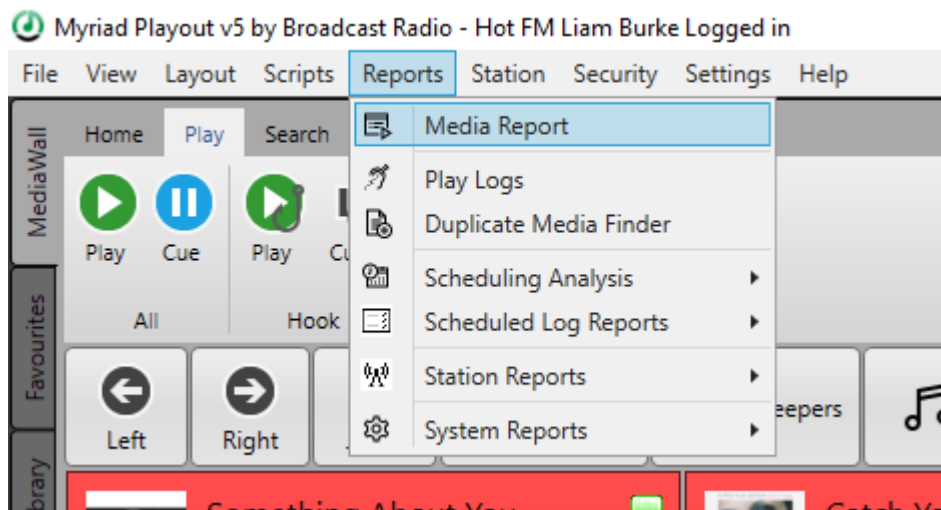 Myriad Playout v5 by Broadcast Radio - Hot FM Liam Burke Logged in
File View Layout Scripts Reports Station Security Settings Help
MediaWall
Favourites
Home Play Search
Play Cue Play
All Hook
Left Right
Media Report
Play Logs
Duplicate Media Finder
Scheduling Analysis
Scheduled Log Reports
Station Reports
System Reports